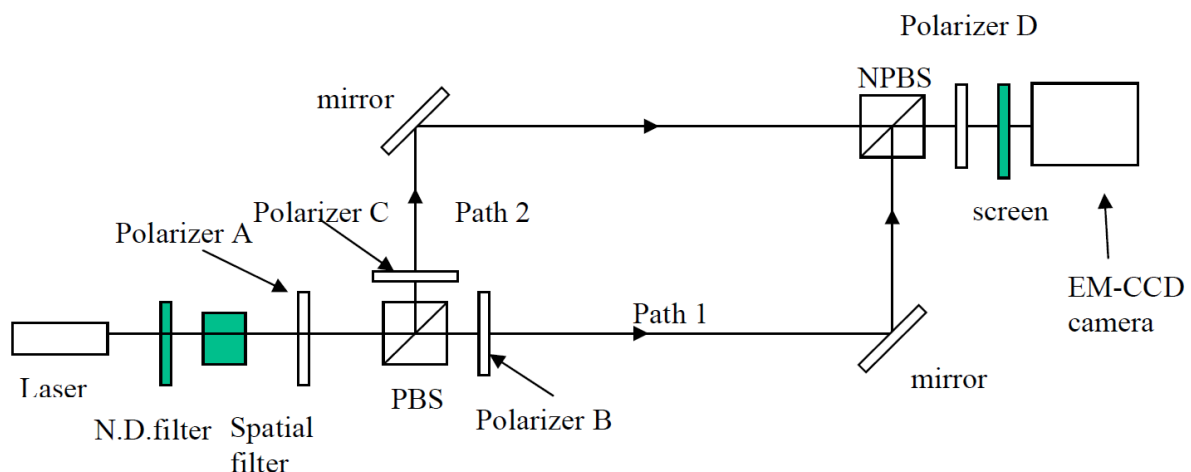 Polarizer D
NPBS
mirror
Polarizer C
Path 2
screen
Polarizer A
EM-CCD
camera
Path 1
Laser
PBS
mirror
Polarizer B
N.D.filter
Spatial
filter